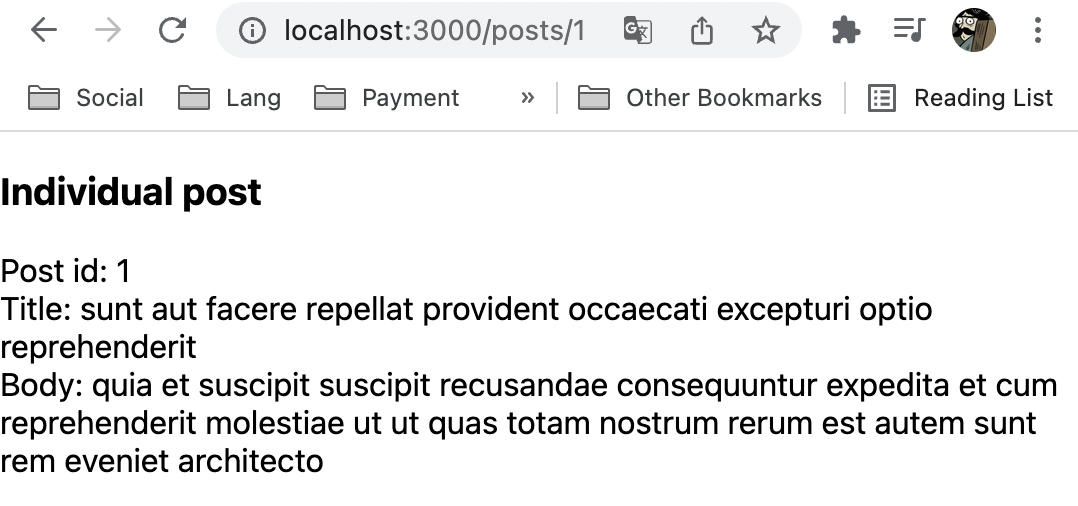 localhost:3000/posts/1
Social Lang Payment » Other Bookmarks Reading List
Individual post
Post id: 1
Title: sunt aut facere repellat provident occaecati excepturi optio
reprehenderit
Body: quia et suscipit suscipit recusandae consequuntur expedita et cum
reprehenderit molestiae ut ut quas totam nostrum rerum est autem sunt
rem eveniet architecto